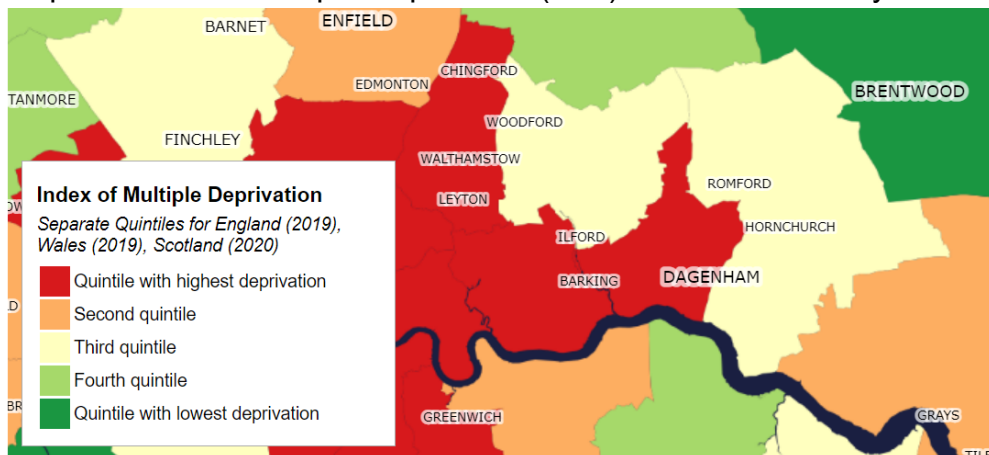 BARNET
ENFIELD
CHINGFORD
EDMONTON
BRENTWOOD
TANMORE
WOODFORD
FINCHLEY
WALTHAMSTOW
ROMFORD
LEYTON
HORNCHURCH
ILFORD
BARKING
DAGENHAM
GREENWICH
GRAYS
Index of Multiple Deprivation
Separate Quintiles for England (2019),
Wales (2019), Scotland (2020)
Quintile with highest deprivation
Second quintile
Third quintile
Fourth quintile
Quintile with lowest deprivation